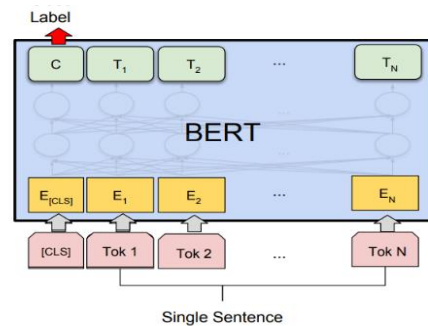 Label
C T1 T2 ... TN
BERT
E[CLS] E1 E2 ... EN
[CLS] Tok 1 Tok 2 ... Tok N
Single Sentence